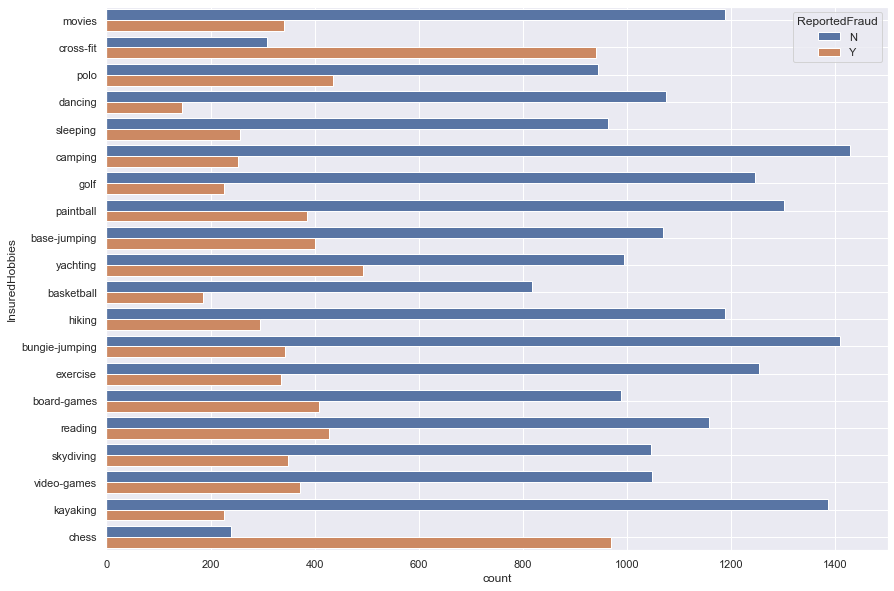 ReportedFraud
N
Y
InsuredHobbies
movies
cross-fit
polo
dancing
sleeping
camping
golf
paintball
base-jumping
yachting
basketball
hiking
bungie-jumping
exercise
board-games
reading
skydiving
video-games
kayaking
chess
0 200 400 600 800 1000 1200 1400
count